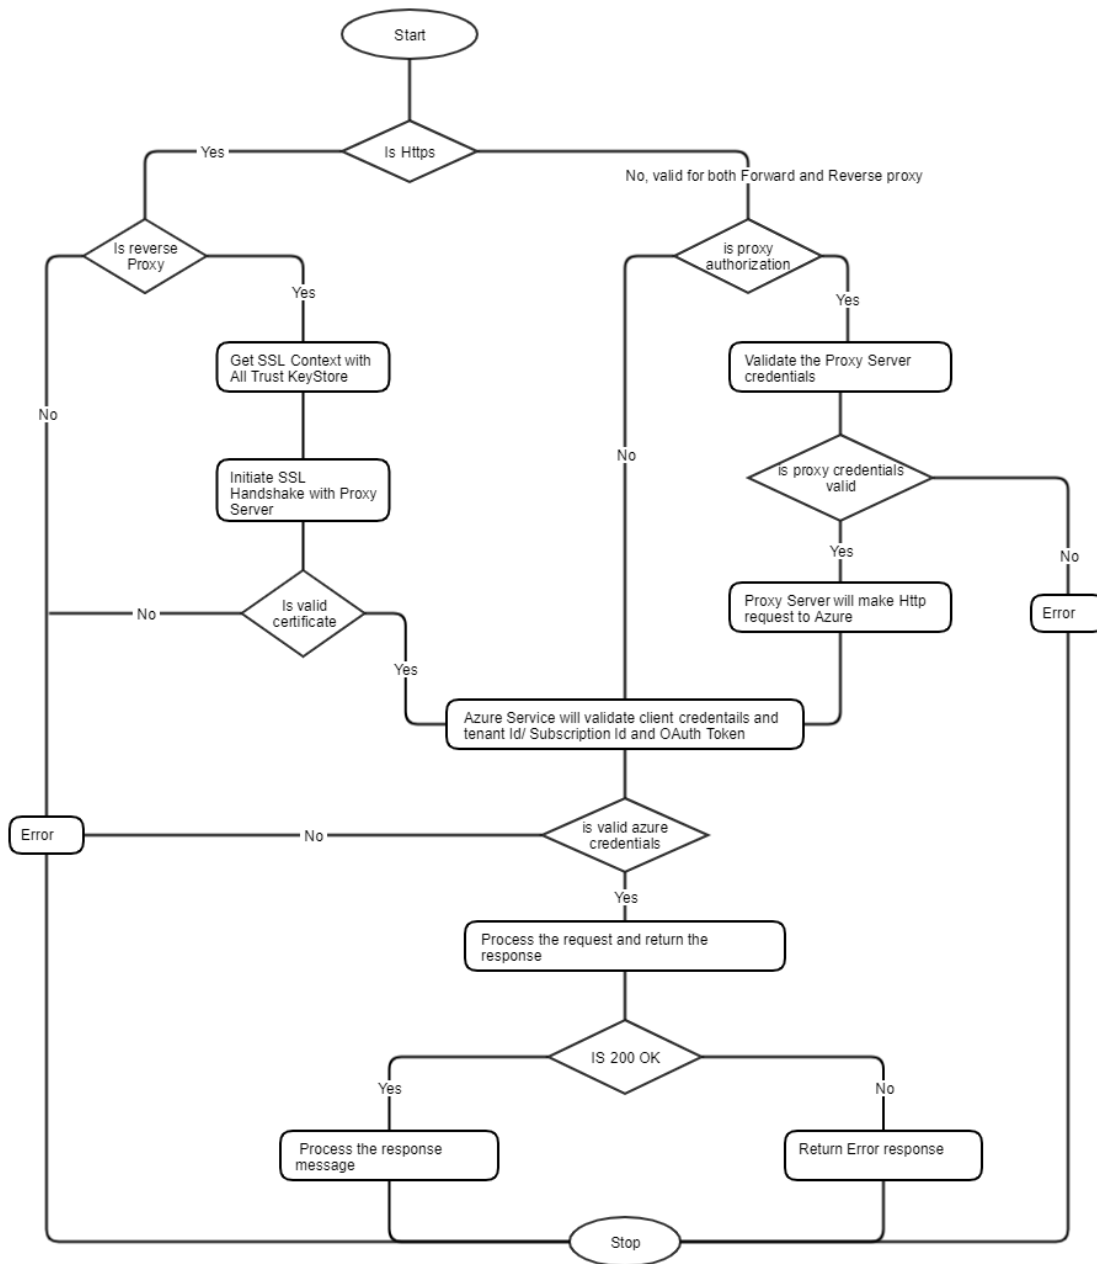 Start
Is Https
Yes
No, valid for both Forward and Reverse proxy
Is reverse
Proxy
is proxy
authorization
Yes
Yes
Get SSL Context with
All Trust KeyStore
Validate the Proxy Server
credentials
No
No
Initiate SSL
Handshake with Proxy
Server
is proxy credentials
valid
Yes
No
Is valid
certificate
No
Proxy Server will make Http
request to Azure
Error
Yes
Azure Service will validate client credentails and
tenant Id/ Subscription Id and OAuth Token
Error
No
is valid azure
credentials
Yes
Process the request and return the
response
IS 200 OK
Yes
No
Process the response
message
Return Error response
Stop